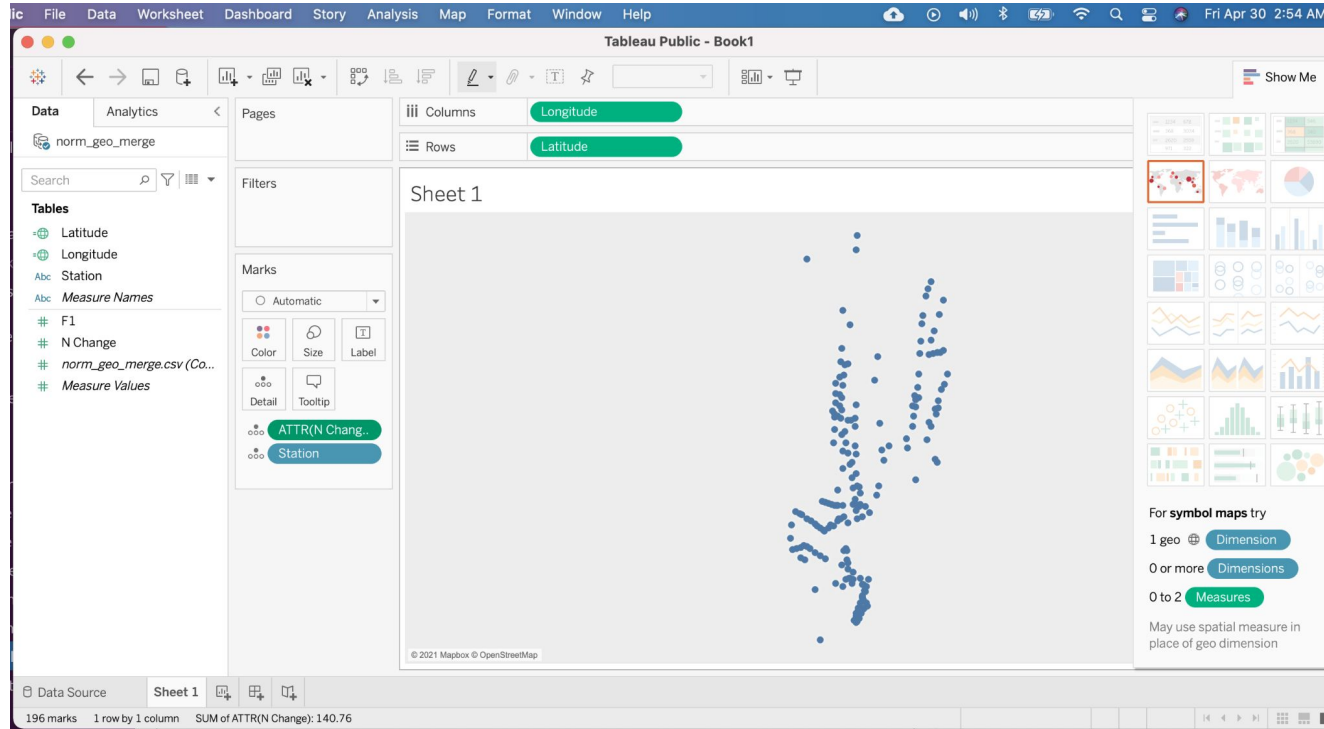 ic File Data Worksheet Dashboard Story Analysis Map Format Window Help Fri Apr 30 2:54 AM
Tableau Public - Book1
Show Me
Data Analytics
norm_geo_merge
Search
Tables
Latitude
Longitude
Abc Station
Abc Measure Names
# F1
# N Change
# norm_geo_merge.csv (Co...
# Measure Values
Pages
Filters
Marks
Automatic
Color Size Label
Detail Tooltip
ATTR(N Chang..
Station
Columns Longitude
Rows Latitude
Sheet 1
© 2021 Mapbox © OpenStreetMap
For symbol maps try
1 geo Dimension
0 or more Dimensions
0 to 2 Measures
May use spatial measure in
place of geo dimension
Data Source Sheet 1
196 marks 1 row by 1 column SUM of ATTR(N Change): 140.76